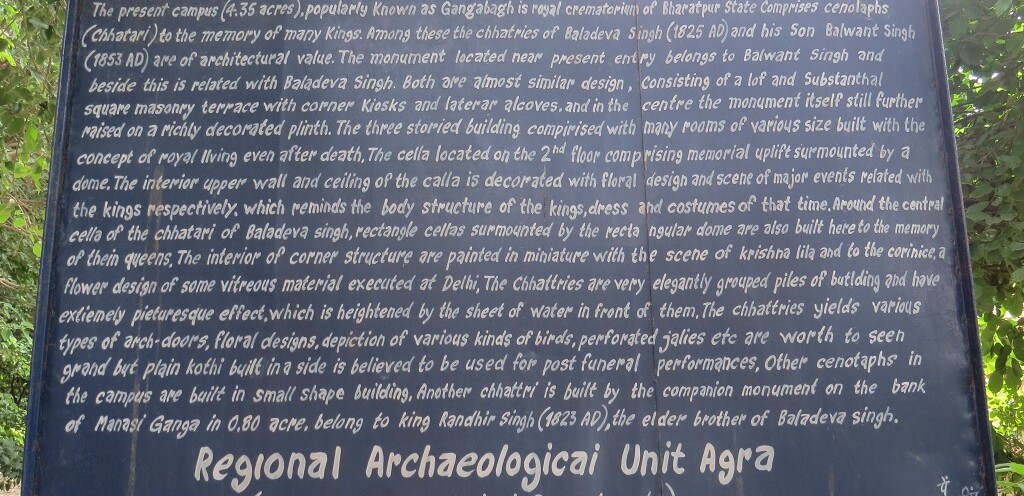 The present campus (4.35 acres), popularly known as Gangabagh is royal crematorium of Bharatpur State Comprises cenotaphs
(Chhatari) to the memory of many Kings. Among these the chhatries of Baladeva Singh (1825 AD) and his Son Balwant Singh
(1853 AD) are of architectural value. The monument located near present entry belongs to Balwant Singh and
beside this is related with Baladeva Singh. Both are almost similar design, consisting of a lof and Substanthal
square masonry terrace with corner Kiosks and laterar alcoves, and in the centre the monument itself still further
raised on a richly decorated plinth. The three storied building compirised with many rooms of various size built with the
concept of royal living even after death, The cella located on the 2nd floor comprising memorial uplift surmounted by a
dome. The interior upper wall and ceiling of the calla is decorated with floral design and scene of major events related with
the kings respectively. which reminds the body structure of the kings, dress and costumes of that time. Around the central
cella of the chhatari of Baladeva singh, rectangle cellas surmounted by the rectangular dome are also built here to the memory
of thein queens, The interior of corner structure are painted in miniature with the scene of krishna lila and to the corinice, a
flower design of some vitreous material executed at Delhi, The Chhattries are very elegantly grouped piles of butlding and have
extienely pieturesque effect, which is heightened by the sheet of water in front of them, The chhattries yields various
types of arch-doors, floral designs, depiction of various kinds of birds, perforated jalies etc are worth to seen
grand but plain kothi built in a side is believed to be used for post funeral performances, Other cenotaphs in
the campus are built in small shape building, Another chhattri is built by the companion monument on the bank
of Manasi Ganga in 0.80 acre, belong to king Randhir Singh (1823 AD), the elder brother of Baladeva singh.
Regional Archaeologicai Unit Agra